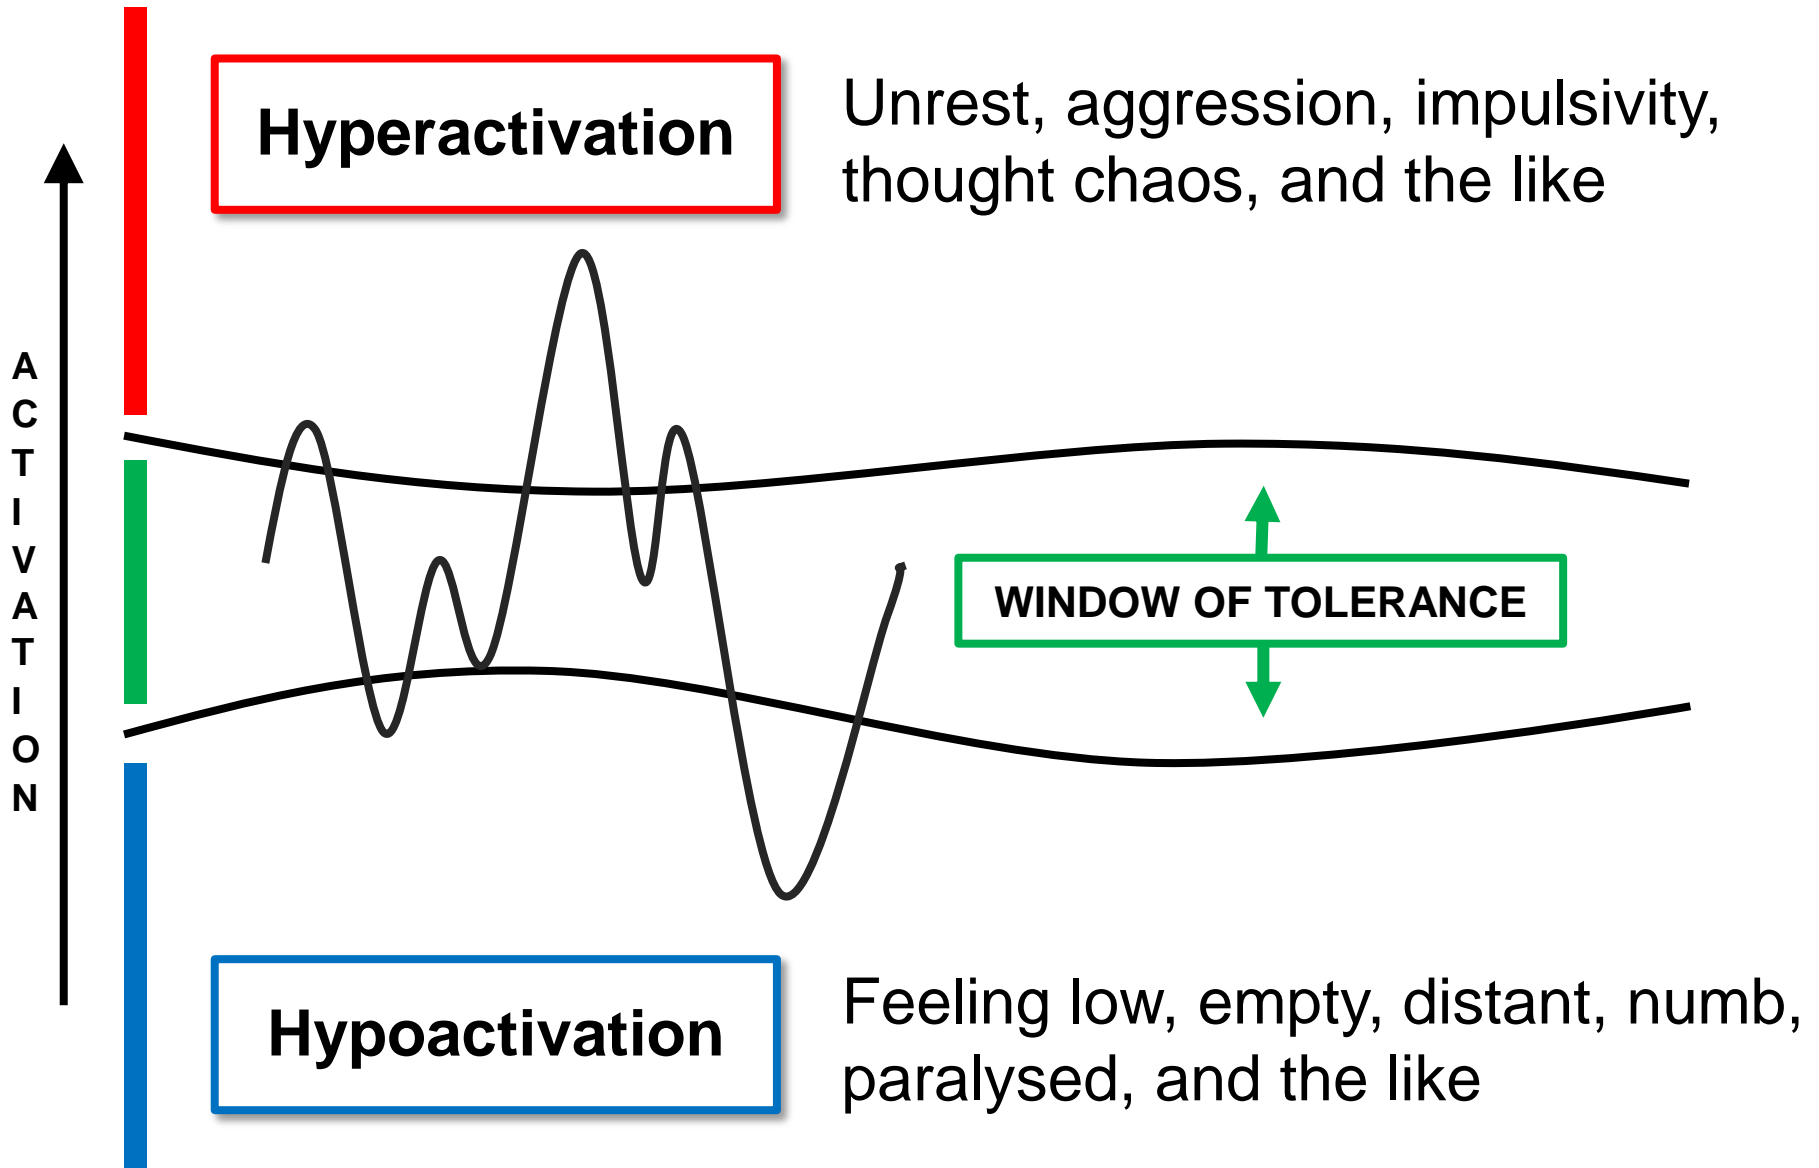 ACTIVATION
Hyperactivation
Unrest, aggression, impulsivity,
thought chaos, and the like
WINDOW OF TOLERANCE
Hypoactivation
Feeling low, empty, distant, numb,
paralysed, and the like